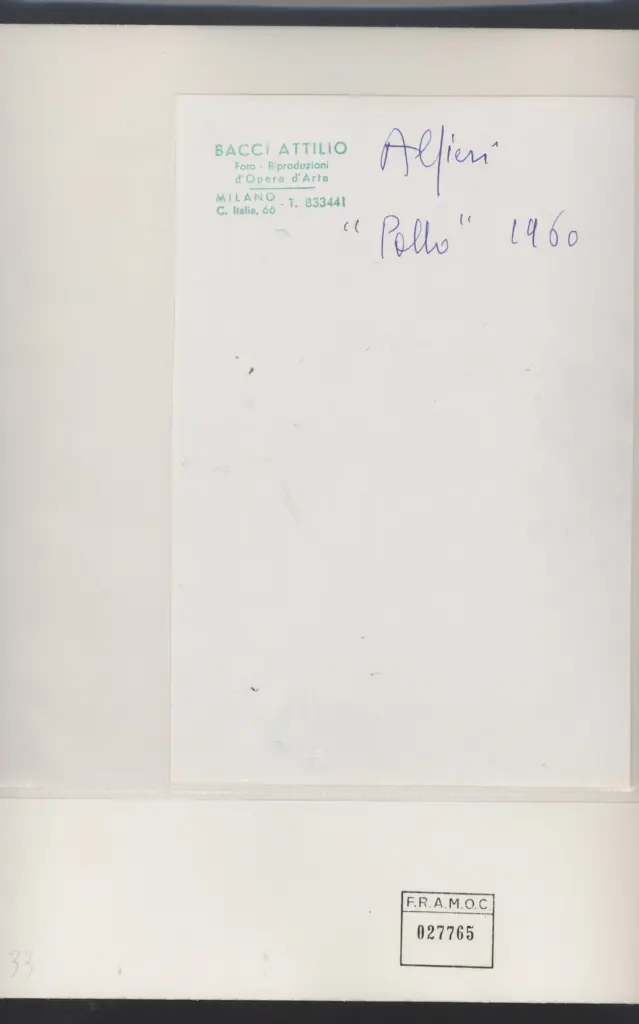 BACCI ATTILIO
Foto - Riproduzioni
d'Opere d'Arte
MILANO - T. 833441
C. Italia, 66
Alfieri
"Pollo" 1960
F.R.A.M.O.C.
027765
33